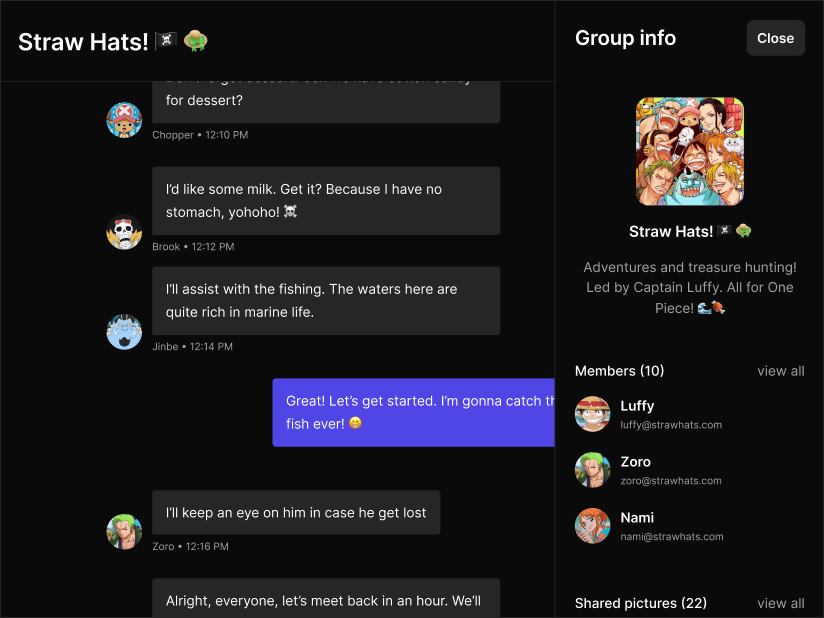 Straw Hats! 🏴‍☠️
for dessert?
Chopper • 12:10 PM
I’d like some milk. Get it? Because I have no
stomach, yohoho! ☠️
Brook • 12:12 PM
I’ll assist with the fishing. The waters here are
quite rich in marine life.
Jinbe • 12:14 PM
Great! Let’s get started. I’m gonna catch
fish ever! 😁
I’ll keep an eye on him in case he get lost
Zoro • 12:16 PM
Alright, everyone, let’s meet back in an hour. We’ll
Group info
Close
Straw Hats! 🏴‍☠️
Adventures and treasure hunting!
Led by Captain Luffy. All for One
Piece! 🌊🍖
Members (10)
view all
Luffy
luffy@strawhats.com
Zoro
zoro@strawhats.com
Nami
nami@strawhats.com
Shared pictures (22)
view all